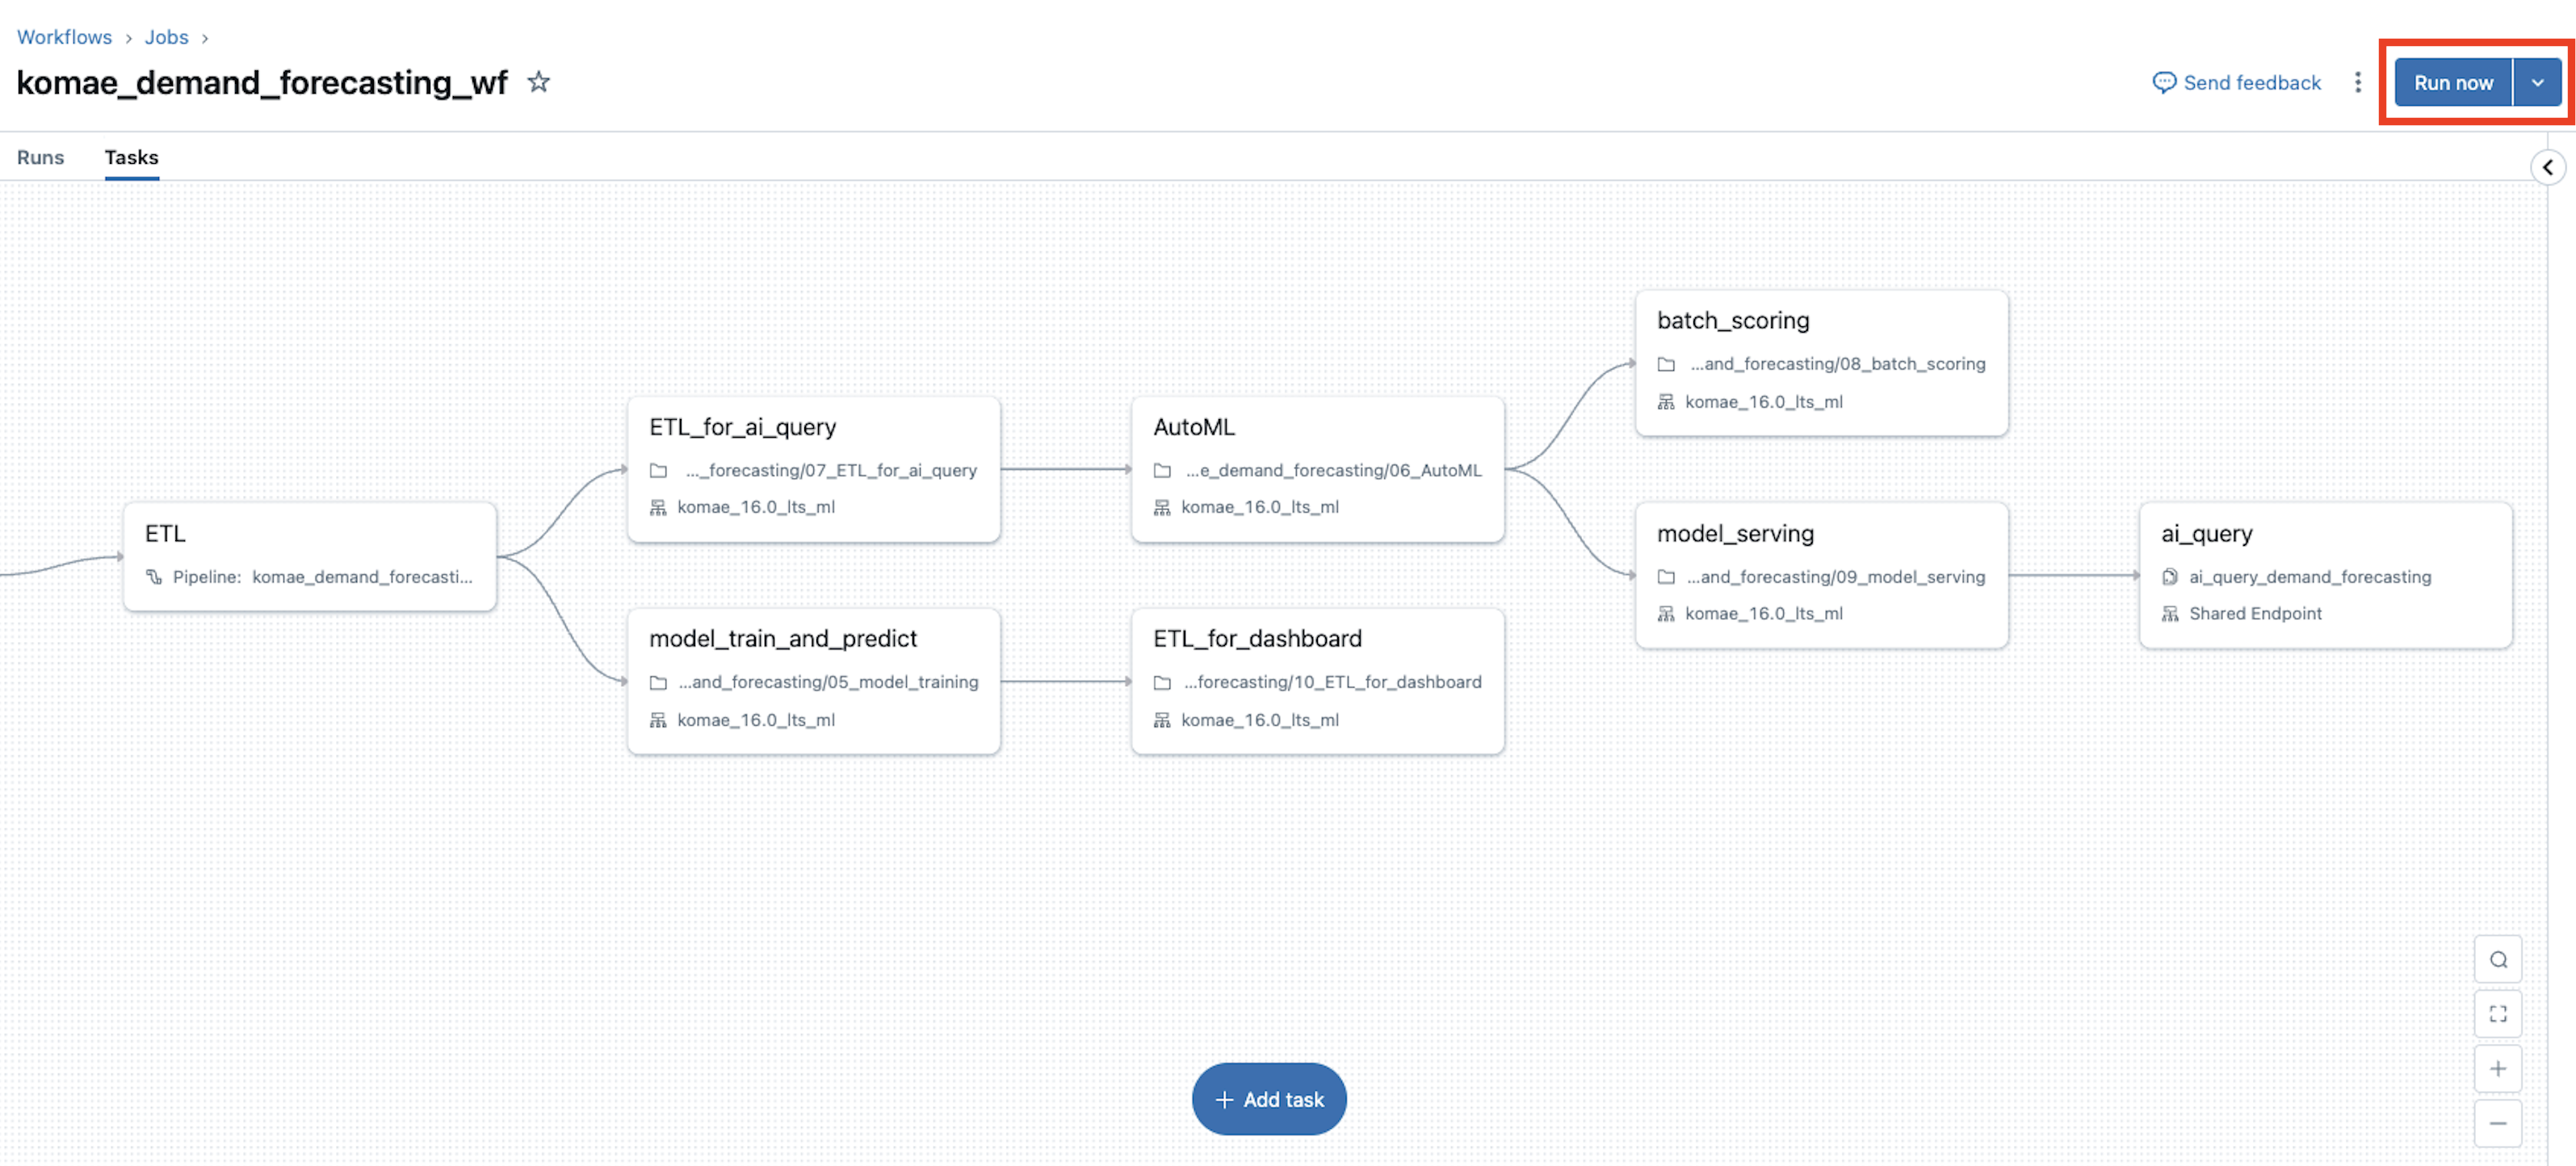 Workflows > Jobs >
komae_demand_forecasting_wf
Send feedback
Run now
Runs
Tasks
ETL
Pipeline: komae_demand_forecasti...
ETL_for_ai_query
..._forecasting/07_ETL_for_ai_query
komae_16.0_lts_ml
model_train_and_predict
...and_forecasting/05_model_training
komae_16.0_lts_ml
AutoML
...e_demand_forecasting/06_AutoML
komae_16.0_lts_ml
ETL_for_dashboard
...forecasting/10_ETL_for_dashboard
komae_16.0_lts_ml
batch_scoring
...and_forecasting/08_batch_scoring
komae_16.0_lts_ml
model_serving
...and_forecasting/09_model_serving
komae_16.0_lts_ml
ai_query
ai_query_demand_forecasting
Shared Endpoint
+ Add task